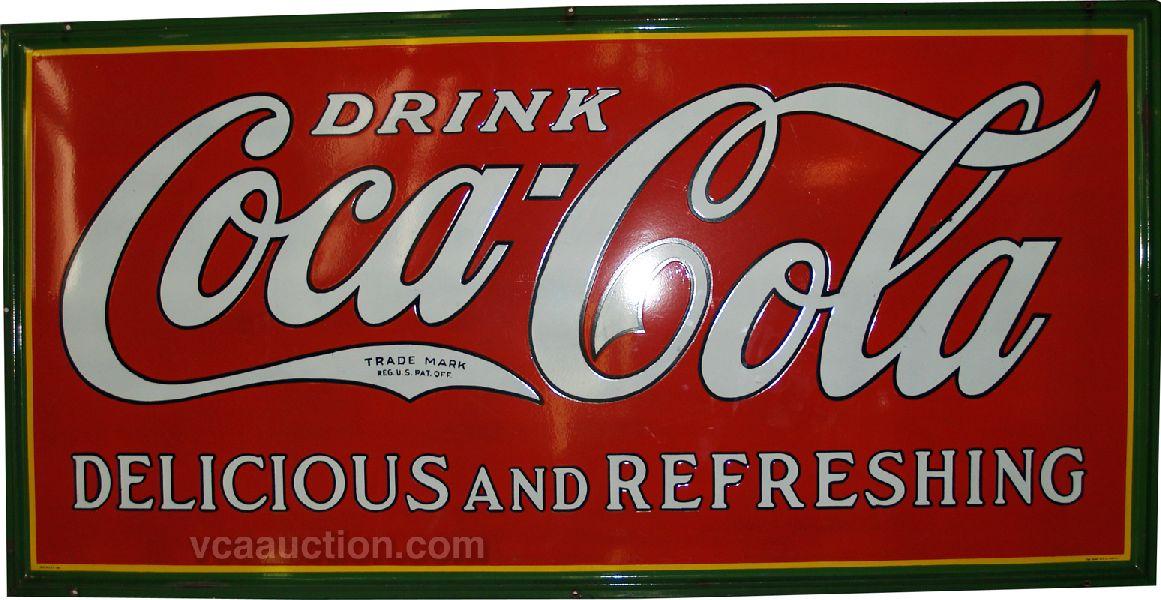 DRINK
Coca-Cola
TRADE MARK
REG. U.S. PAT. OFF.
DELICIOUS AND REFRESHING
vcaauction.com